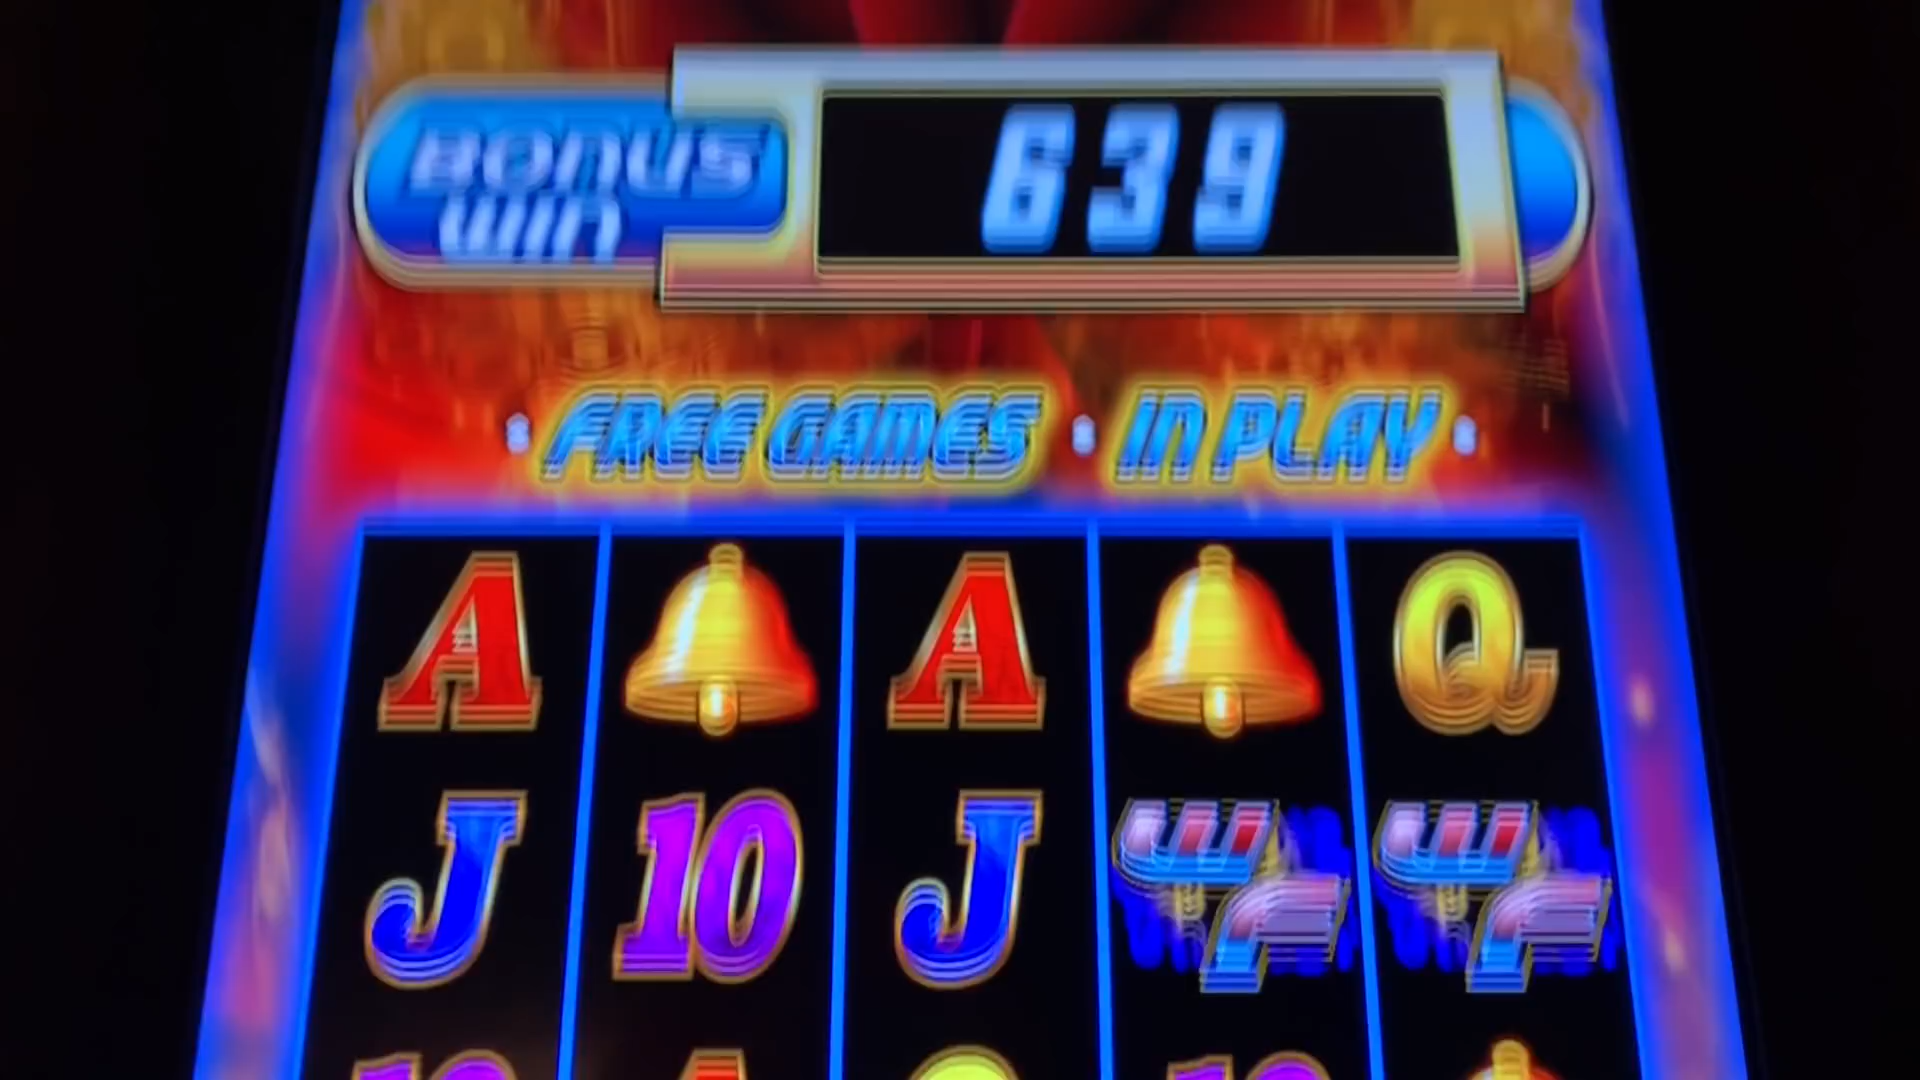 BONUS
WIN
639
FREE GAMES IN PLAY
A A Q
J 10 J